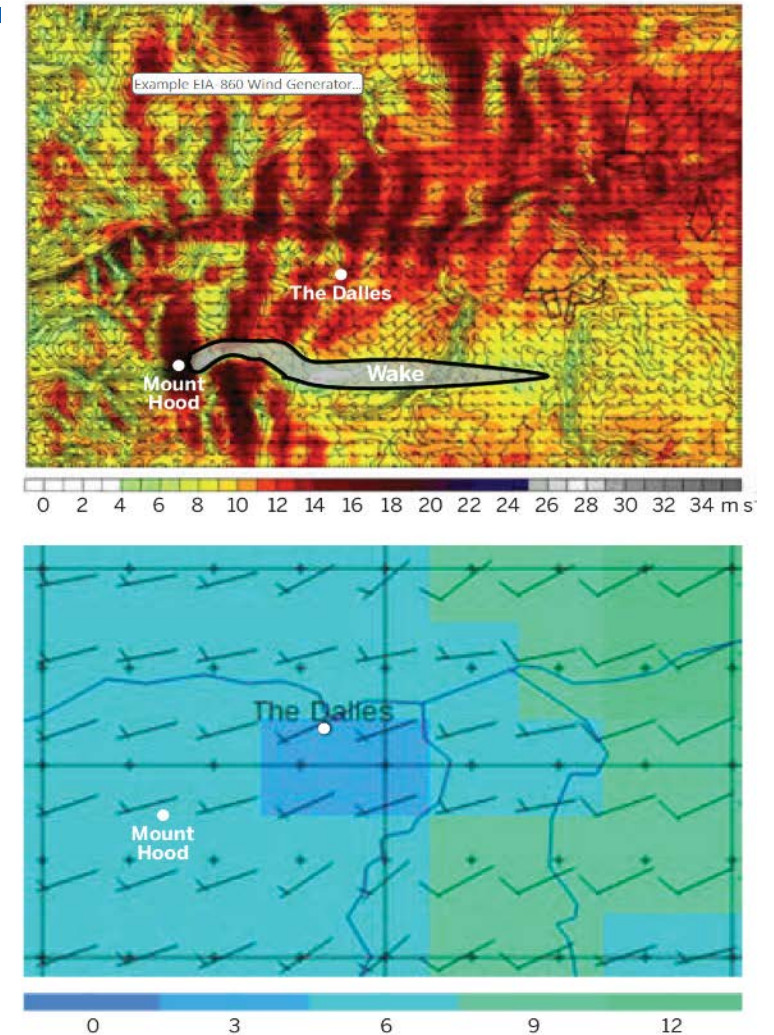 Example EIA-860 Wind Generator...
The Dalles
Wake
Mount
Hood
0 2 4 6 8 10 12 14 16 18 20 22 24 26 28 30 32 34 m s
The Dalles
Mount
Hood
0 3 6 9 12